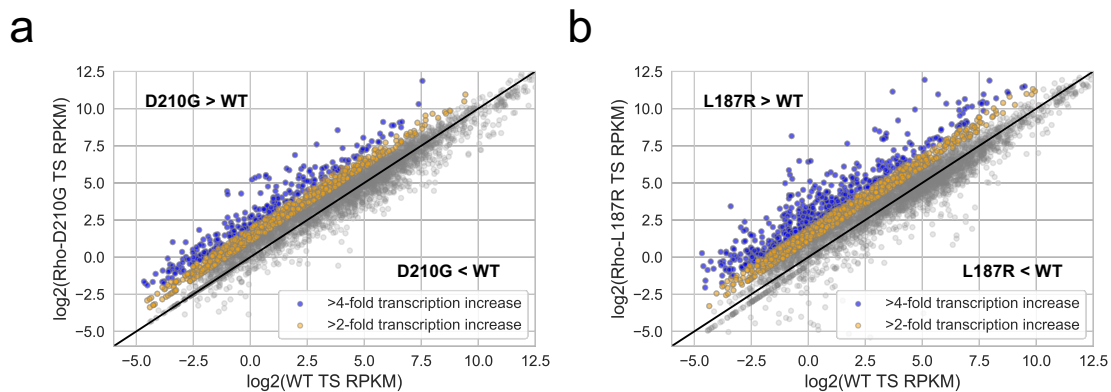 a
12.5
10.0
7.5
5.0
2.5
0.0
−2.5
−5.0
log2(Rho-D210G TS RPKM)
D210G > WT
D210G < WT
>4-fold transcription increase
>2-fold transcription increase
−5.0 −2.5 0.0 2.5 5.0 7.5 10.0 12.5
log2(WT TS RPKM)
b
12.5
10.0
7.5
5.0
2.5
0.0
−2.5
−5.0
log2(Rho-L187R TS RPKM)
L187R > WT
L187R < WT
>4-fold transcription increase
>2-fold transcription increase
−5.0 −2.5 0.0 2.5 5.0 7.5 10.0 12.5
log2(WT TS RPKM)